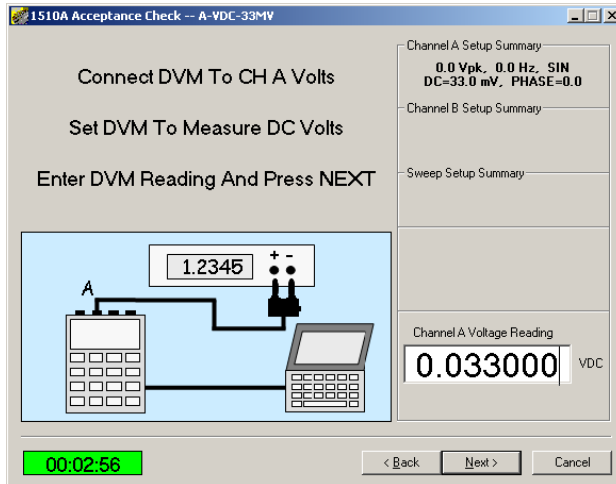 1510A Acceptance Check -- A-VDC-33MV
Connect DVM To CH A Volts
Set DVM To Measure DC Volts
Enter DVM Reading And Press NEXT
1.2345
+ -
A
Channel A Setup Summary
0.0 Vpk, 0.0 Hz, SIN
DC=33.0 mV, PHASE=0.0
Channel B Setup Summary
Sweep Setup Summary
Channel A Voltage Reading
0.033000 VDC
00:02:56
< Back
Next >
Cancel